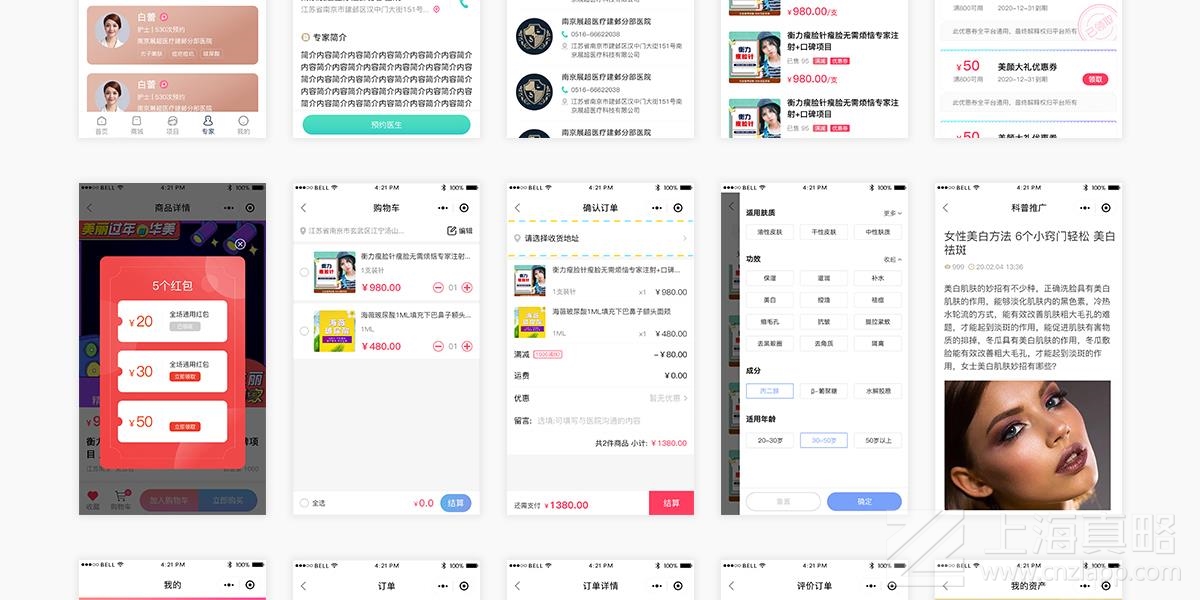 白蕾
护士 | 530次预约
南京展超医疗建邺分部医院
白蕾
护士 | 530次预约
南京展超医疗建邺分部医院
首页
商城
项目
专家
我的
江苏省南京市建邺区汉中门大街151号...
专家简介
简介内容简介内容简介内容简介内容简介
内容简介内容简介内容简介内容简介内容
简介内容简介内容简介内容简介内容简介
内容简介内容简介内容简介内容简介内容
简介内容简介内容简介内容简介内容简介
预约医生
南京展超医疗建邺分部医院
0516-66622038
江苏省南京市建邺区汉中门大街151号南
京展超医疗科技有限公司
南京展超医疗建邺分部医院
0516-66622038
江苏省南京市建邺区汉中门大街151号南
京展超医疗科技有限公司
南京展超医疗建邺分部医院
¥980.00/支
衡力瘦脸针瘦脸无需烦恼专家注
射+口碑项目
已售 95 满减 优惠券
¥980.00/支
衡力瘦脸针瘦脸无需烦恼专家注
射+口碑项目
已售 95 满减 优惠券
满800可用
2020-12-31到期
已领取
此优惠券全平台通用，最终解释权归平台所有
¥50
美颜大礼优惠券
满800可用
2020-12-31到期
领取
此优惠券全平台通用，最终解释权归平台所有
¥50
美颜大礼优惠券
BELL
4:21 PM
100%
商品详情
美丽过年 华美
5个红包
¥20
全场通用红包
已领取
¥30
全场通用红包
立即领取
¥50
立即领取
收藏
购物车
加入购物车
立即购买
BELL
4:21 PM
100%
购物车
江苏省南京市玄武区江宁汤山...
编辑
衡力瘦脸针瘦脸无需烦恼专家注射...
1支装针
¥980.00
01
海薇玻尿酸1ML填充下巴鼻子额头...
1ML
¥480.00
01
全选
¥0.0
结算
BELL
4:21 PM
100%
确认订单
请选择收货地址
衡力瘦脸针瘦脸无需烦恼专家注射+口碑...
1支装针
x1
¥980.00
海薇玻尿酸1ML填充下巴鼻子额头面颊
1ML
x1
¥480.00
满减
1000减80
-¥80.00
运费
¥0.00
优惠
暂无优惠
留言：
选填:可填写与医院沟通的内容
共2件商品 小计：¥1380.00
还需支付 ¥1380.00
结算
BELL
4:21 PM
100%
适用肤质
更多
油性皮肤
干性皮肤
中性肤质
功效
收起
保湿
滋润
补水
美白
控油
祛痘
缩毛孔
抗皱
提拉紧致
去黑眼圈
去角质
隔离
成分
丙二醇
β-葡聚糖
水解胶原
适用年龄
20-30岁
30-50岁
50岁以上
重置
确定
BELL
4:21 PM
100%
科普推广
女性美白方法 6个小窍门轻松 美白
祛斑
999
20.02.04 13:36
美白肌肤的妙招有不少种，正确洗脸具有美白
肌肤的作用，能够淡化肌肤内的黑色素，冷热
水轮流的方式，能有效改善肌肤粗大毛孔的难
题，才能起到淡斑的作用，能促进肌肤有害物
质的排掉，冬瓜具有美白肌肤的作用，冬瓜敷
脸能有效改善粗大毛孔，才能起到淡斑的作
用，女士美白肌肤妙招有哪些?
上海真略
www.cnzlapp.com
BELL
4:21 PM
100%
我的
BELL
4:21 PM
100%
订单
BELL
4:21 PM
100%
订单详情
BELL
4:21 PM
100%
评价订单
BELL
4:21 PM
100%
我的资产